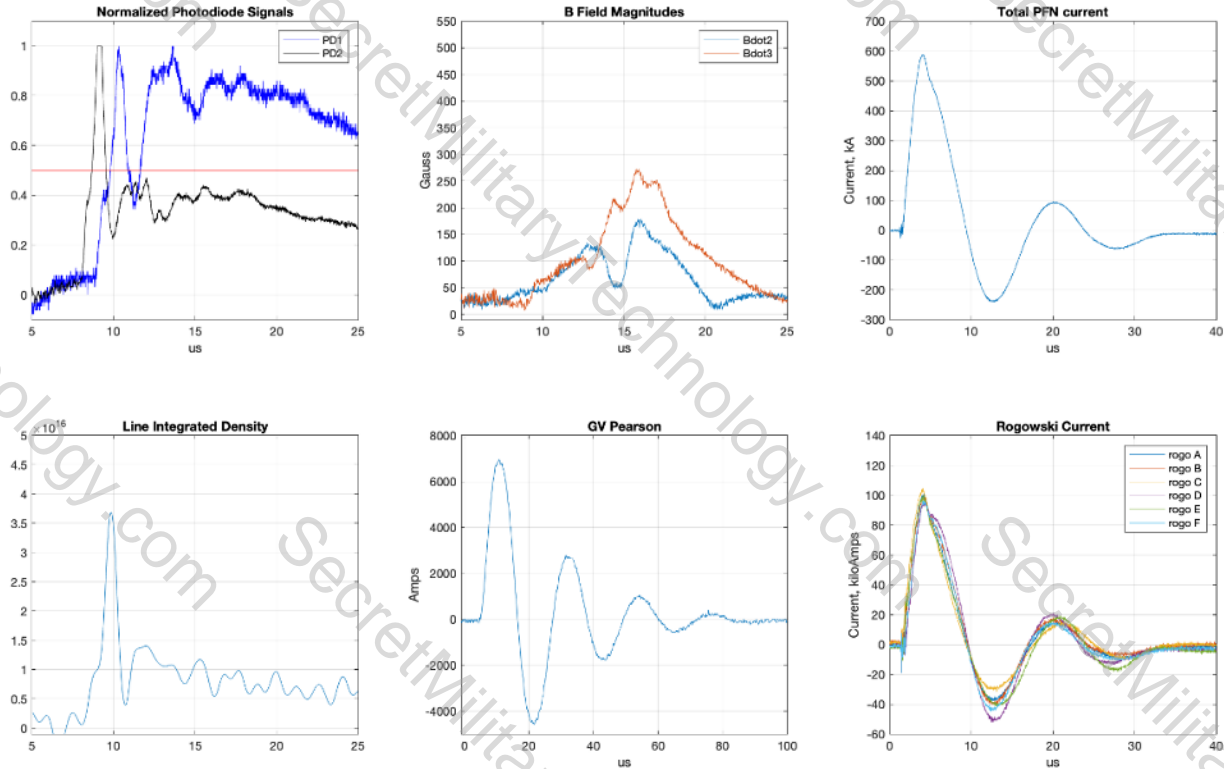 Normalized Photodiode Signals
1
0.8
0.6
0.4
0.2
0
PD1
PD2
5 10 15 20 25
us
B Field Magnitudes
550
500
450
400
350
300
250
200
150
100
50
0
Gauss
Bdot2
Bdot3
5 10 15 20 25
us
Total PFN current
700
600
500
400
300
200
100
0
-100
-200
-300
Current, kA
0 10 20 30 40
us
Line Integrated Density
×10^16
5
4.5
4
3.5
3
2.5
2
1.5
1
0.5
0
5 10 15 20 25
GV Pearson
8000
6000
4000
2000
0
-2000
-4000
Amps
0 20 40 60 80 100
us
Rogowski Current
140
120
100
80
60
40
20
0
-20
-40
-60
Current, kiloAmps
rogo A
rogo B
rogo C
rogo D
rogo E
rogo F
0 10 20 30 40
us
SecretMilitaryTechnology.com